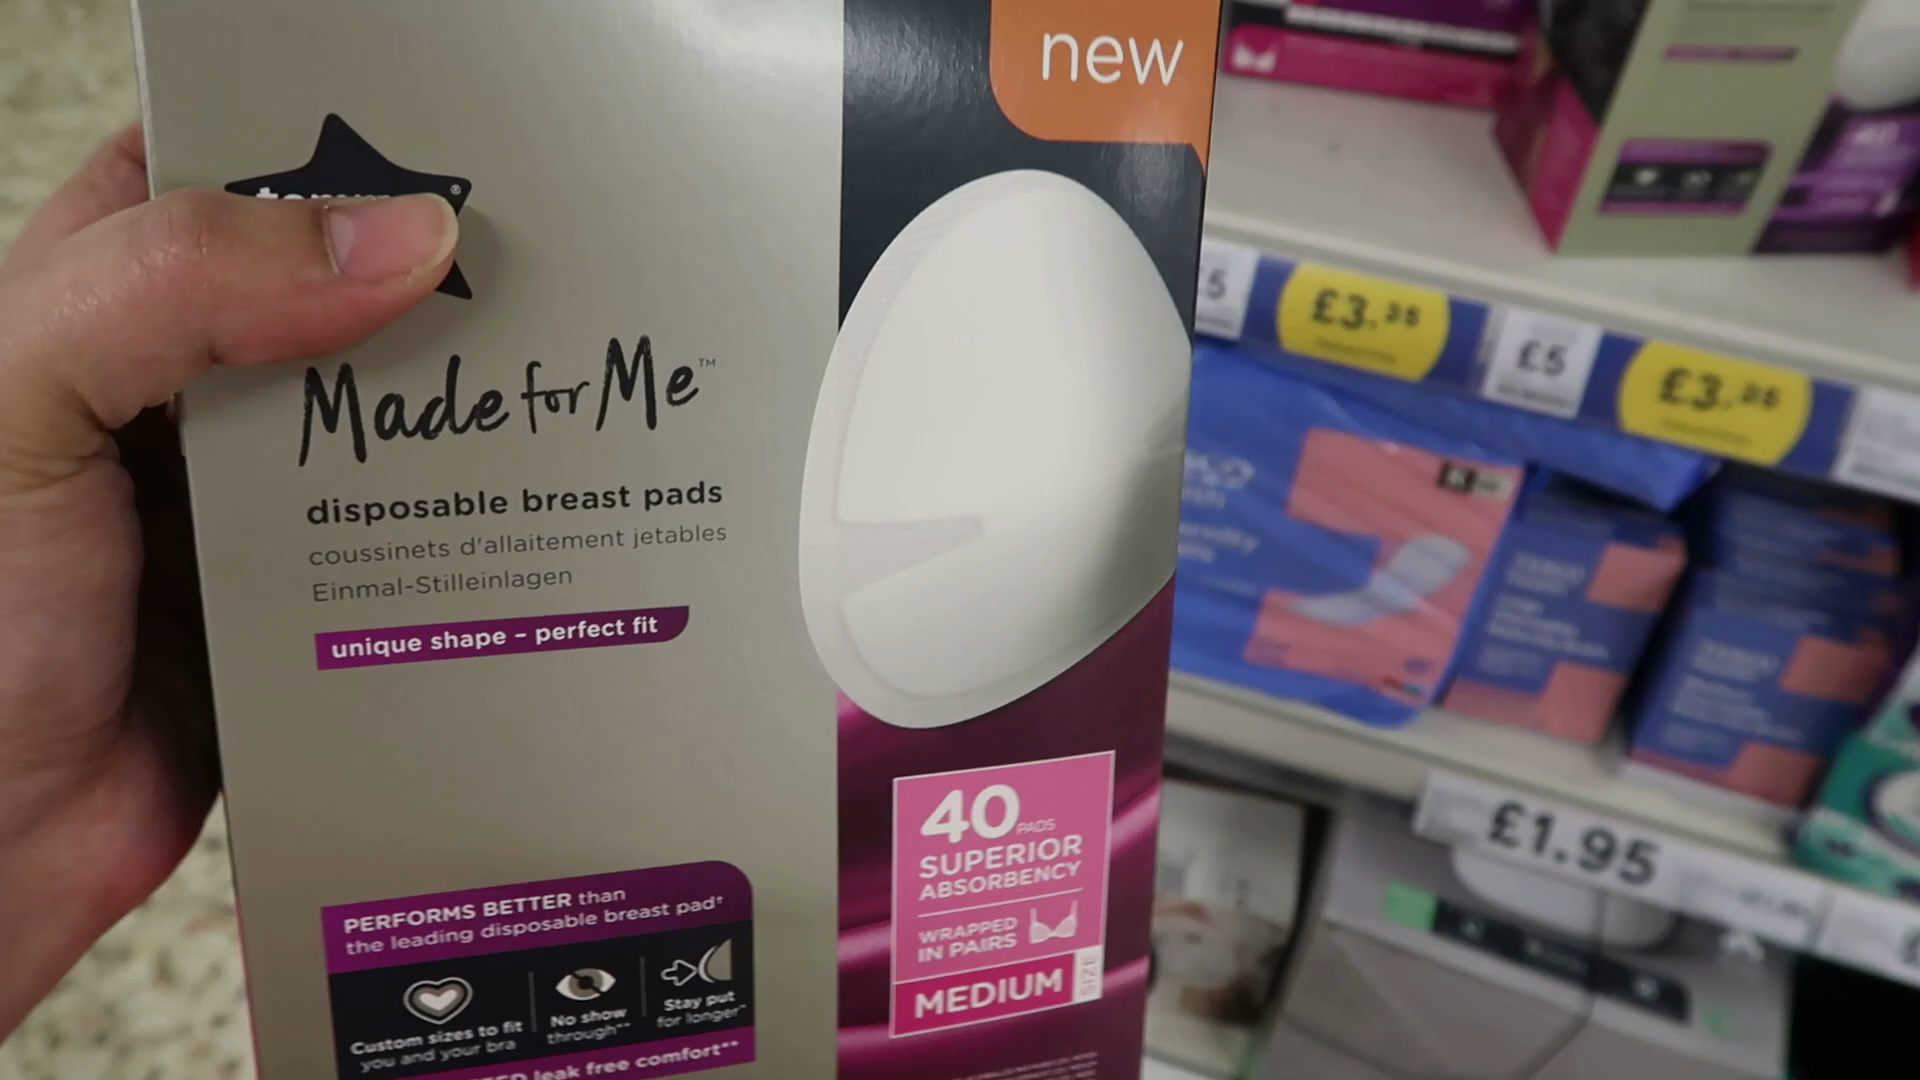 new
Made for Me™
disposable breast pads
coussinets d'allaitement jetables
Einmal-Stilleinlagen
unique shape – perfect fit
40 PADS
SUPERIOR
ABSORBENCY
WRAPPED
IN PAIRS
MEDIUM
SIZE
PERFORMS BETTER than
the leading disposable breast pad†
Custom sizes to fit
you and your bra
No show
through**
Stay put
for longer^
leak free comfort**
£5
£3.25
£5
£3.25
£1.95